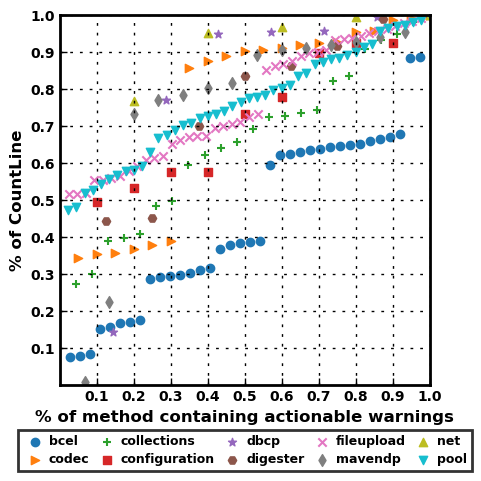 1.0
0.9
0.8
0.7
0.6
0.5
0.4
0.3
0.2
0.1
% of CountLine
0.1 0.2 0.3 0.4 0.5 0.6 0.7 0.8 0.9 1.0
% of method containing actionable warnings
bcel collections dbcp fileupload net
codec configuration digester mavendp pool